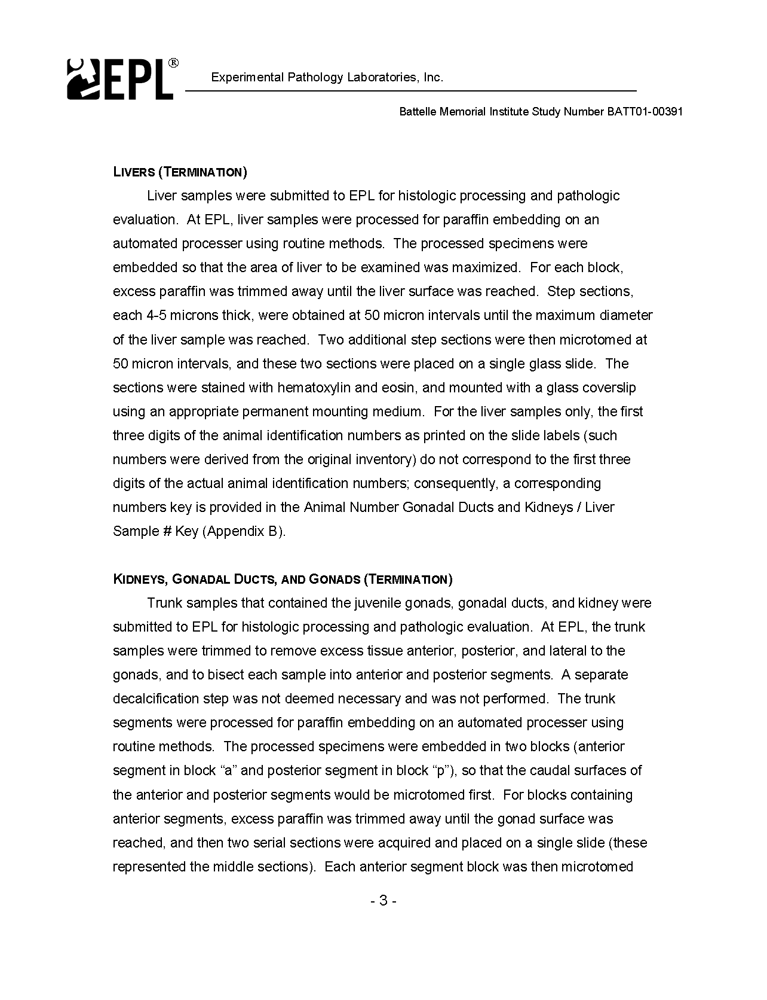 EPL®
Experimental Pathology Laboratories, Inc.
Battelle Memorial Institute Study Number BATT01-00391
LIVERS (TERMINATION)
Liver samples were submitted to EPL for histologic processing and pathologic
evaluation.  At EPL, liver samples were processed for paraffin embedding on an
automated processer using routine methods.  The processed specimens were
embedded so that the area of liver to be examined was maximized.  For each block,
excess paraffin was trimmed away until the liver surface was reached.  Step sections,
each 4-5 microns thick, were obtained at 50 micron intervals until the maximum diameter
of the liver sample was reached.  Two additional step sections were then microtomed at
50 micron intervals, and these two sections were placed on a single glass slide.  The
sections were stained with hematoxylin and eosin, and mounted with a glass coverslip
using an appropriate permanent mounting medium.  For the liver samples only, the first
three digits of the animal identification numbers as printed on the slide labels (such
numbers were derived from the original inventory) do not correspond to the first three
digits of the actual animal identification numbers; consequently, a corresponding
numbers key is provided in the Animal Number Gonadal Ducts and Kidneys / Liver
Sample # Key (Appendix B).
KIDNEYS, GONADAL DUCTS, AND GONADS (TERMINATION)
Trunk samples that contained the juvenile gonads, gonadal ducts, and kidney were
submitted to EPL for histologic processing and pathologic evaluation.  At EPL, the trunk
samples were trimmed to remove excess tissue anterior, posterior, and lateral to the
gonads, and to bisect each sample into anterior and posterior segments.  A separate
decalcification step was not deemed necessary and was not performed.  The trunk
segments were processed for paraffin embedding on an automated processer using
routine methods.  The processed specimens were embedded in two blocks (anterior
segment in block “a” and posterior segment in block “p”), so that the caudal surfaces of
the anterior and posterior segments would be microtomed first.  For blocks containing
anterior segments, excess paraffin was trimmed away until the gonad surface was
reached, and then two serial sections were acquired and placed on a single slide (these
represented the middle sections).  Each anterior segment block was then microtomed
- 3 -